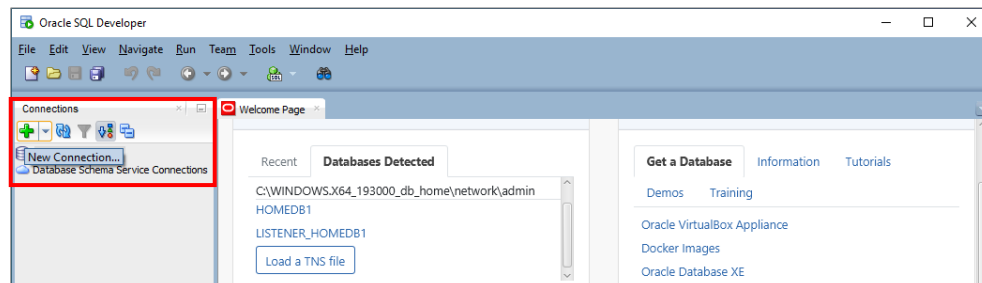 Oracle SQL Developer
File Edit View Navigate Run Team Tools Window Help
Connections
New Connection...
Database Schema Service Connections
Welcome Page
Recent Databases Detected
C:\WINDOWS.X64_193000_db_home\network\admin
HOMEDB1
LISTENER_HOMEDB1
Load a TNS file
Get a Database Information Tutorials
Demos Training
Oracle VirtualBox Appliance
Docker Images
Oracle Database XE